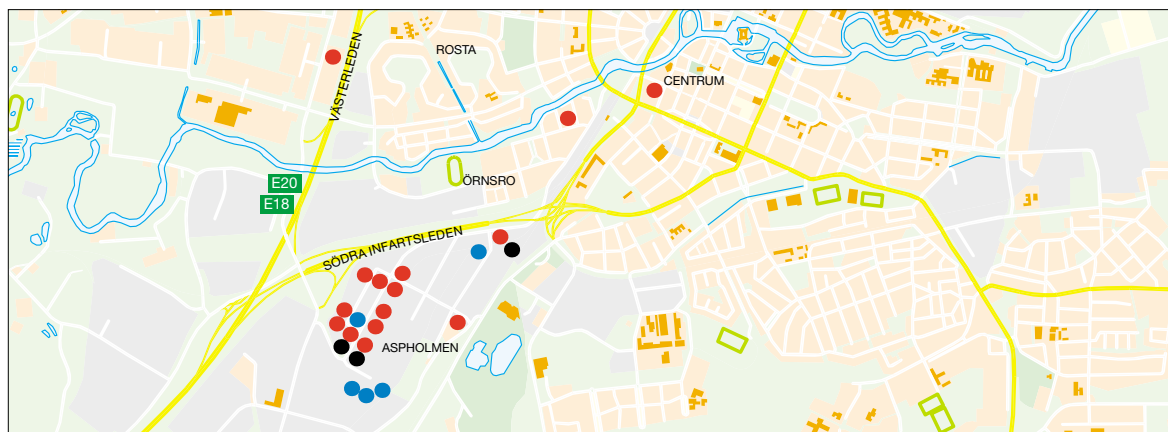 ROSTA
VÄSTERLEDEN
CENTRUM
E20
E18
ÖRNSRO
SÖDRA INFARTSLEDEN
ASPHOLMEN